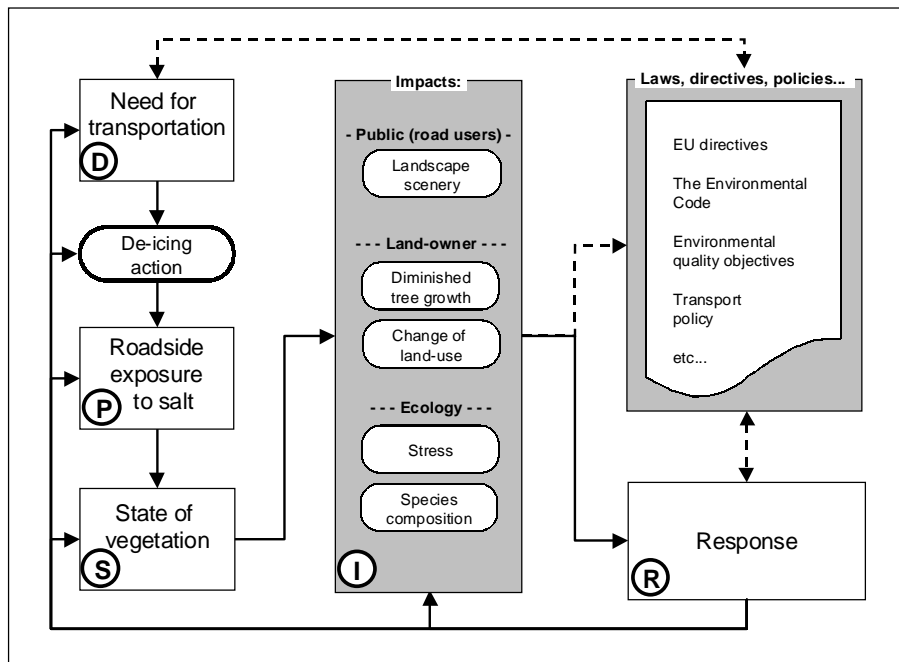 Need for
transportation
D
De-icing
action
Roadside
exposure
to salt
P
State of
vegetation
S
Impacts:
- Public (road users) -
Landscape
scenery
- - - Land-owner - - - -
Diminished
tree growth
Change of
land-use
- - - Ecology - - -
Stress
Species
composition
I
Laws, directives, policies...
EU directives
The Environmental
Code
Environmental
quality objectives
Transport
policy
etc...
Response
R